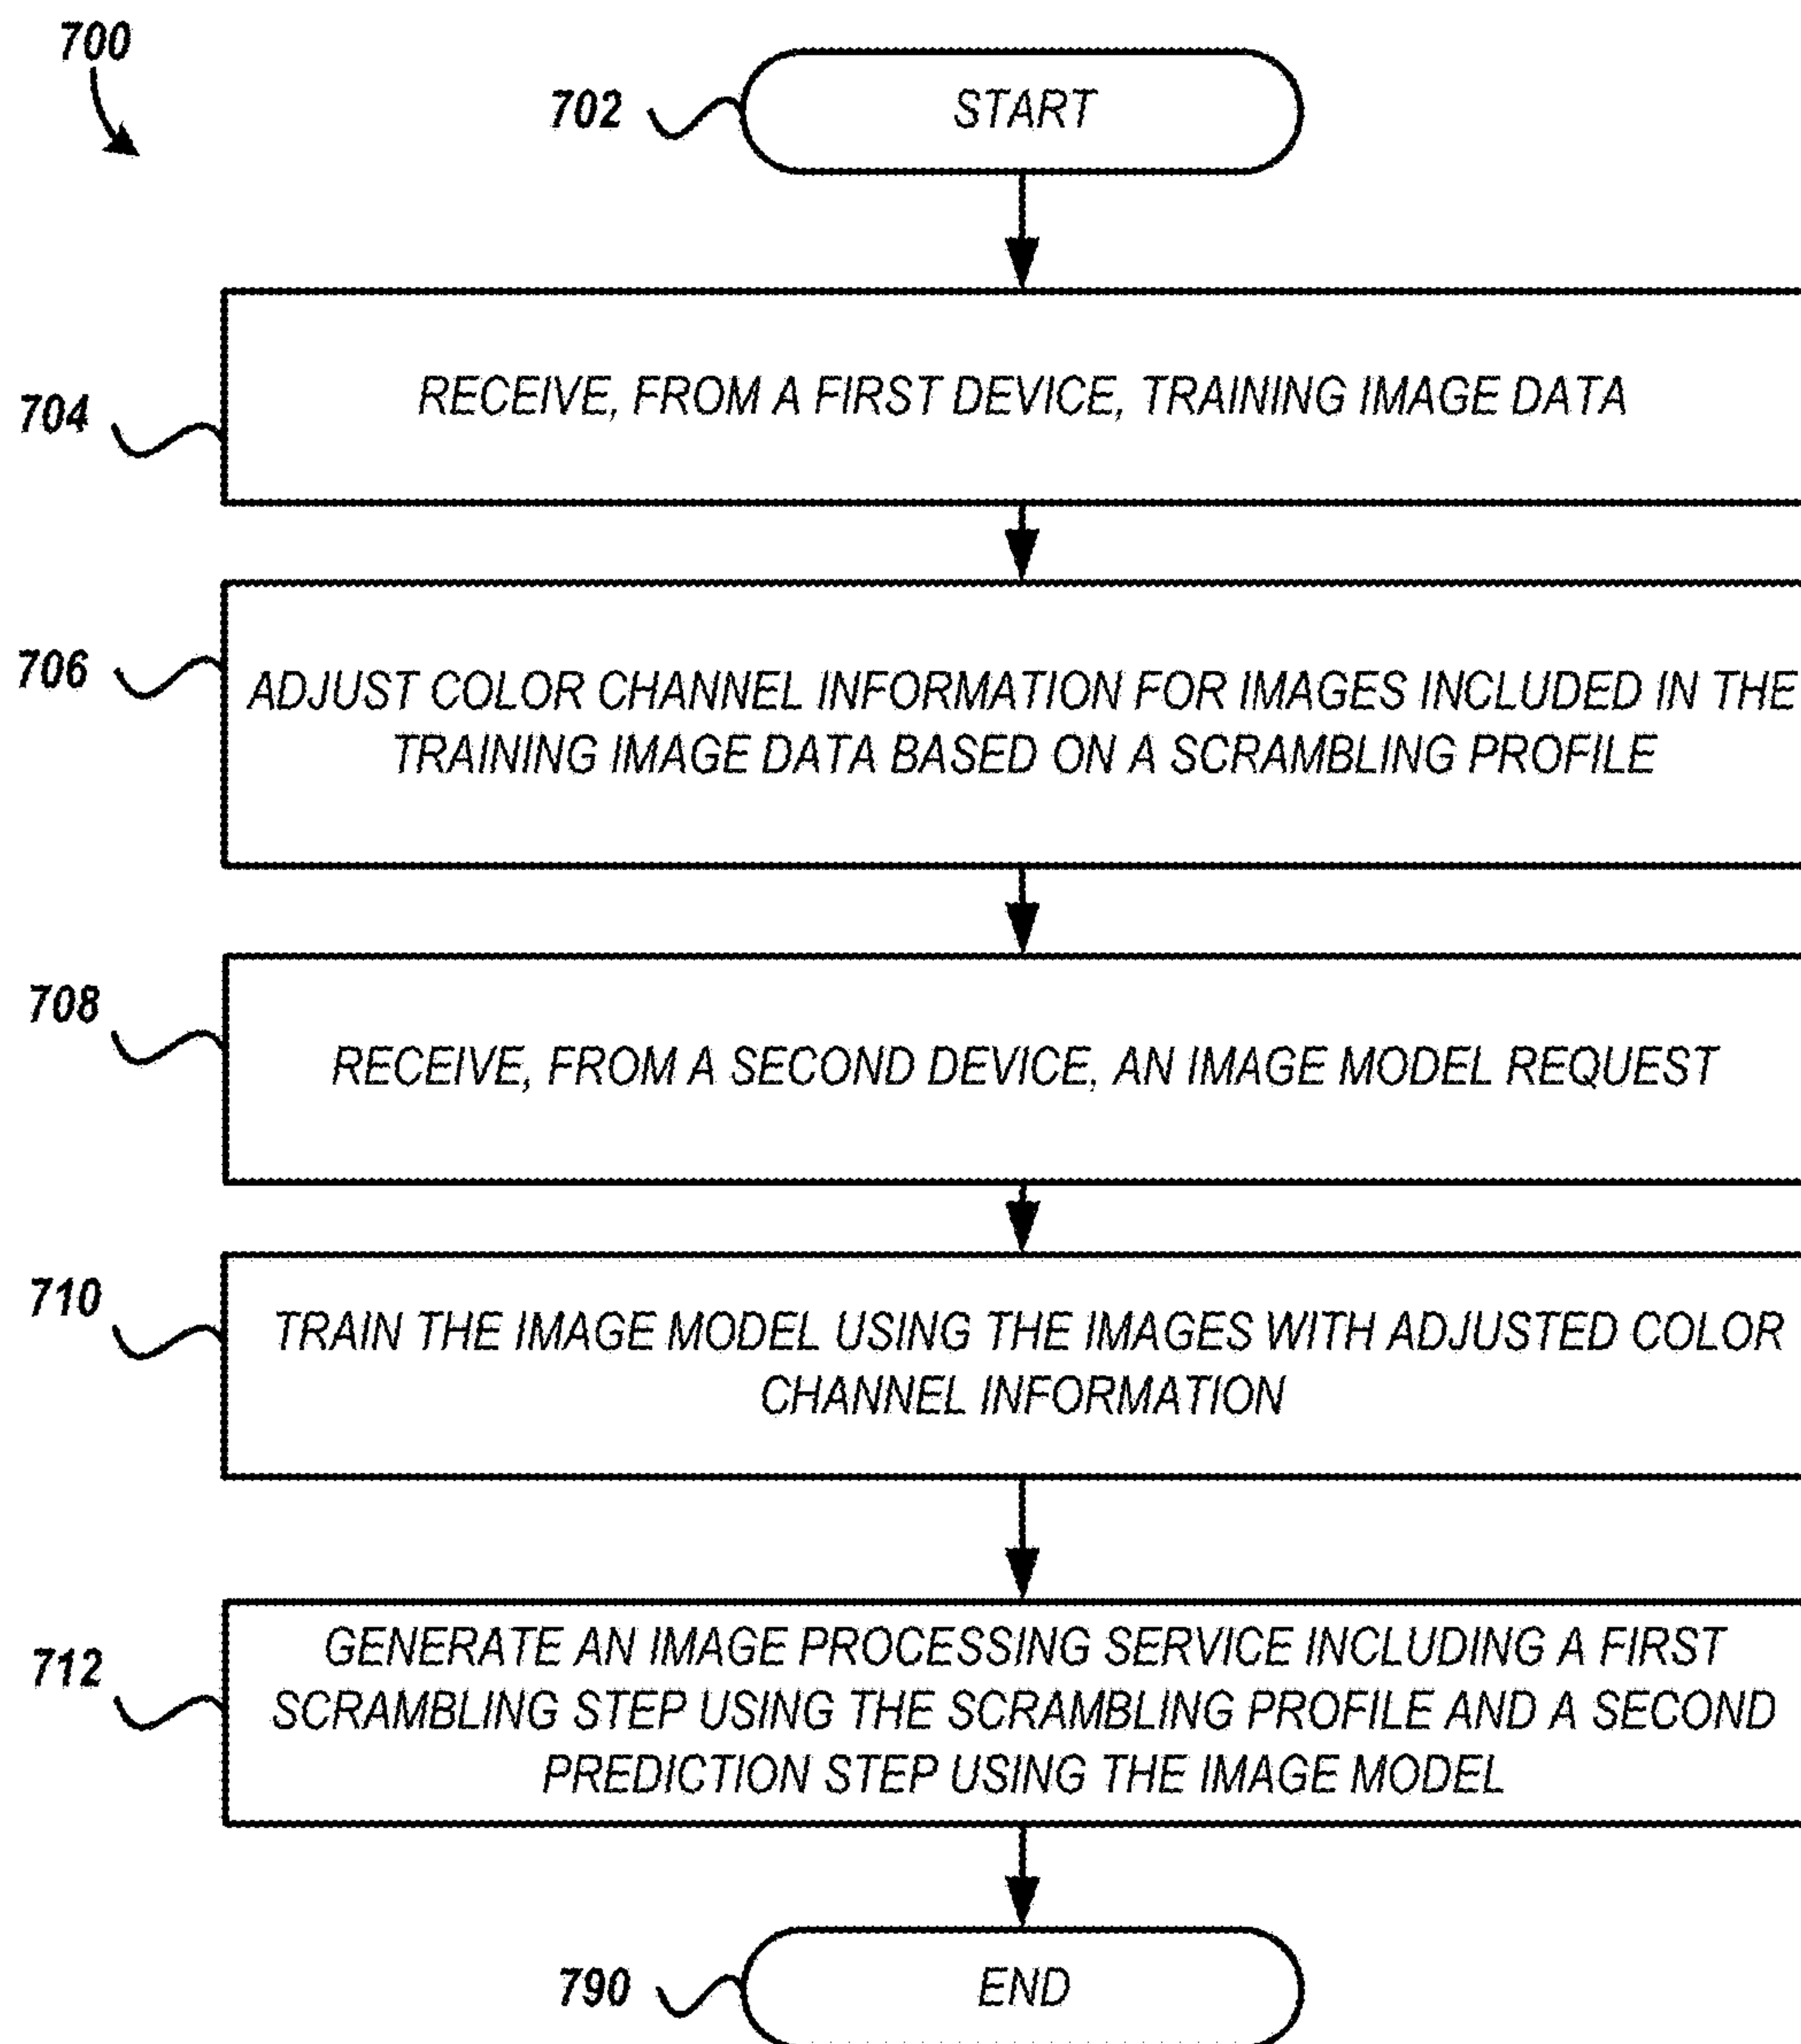 700
702
START
704
RECEIVE, FROM A FIRST DEVICE, TRAINING IMAGE DATA
706
ADJUST COLOR CHANNEL INFORMATION FOR IMAGES INCLUDED IN THE
TRAINING IMAGE DATA BASED ON A SCRAMBLING PROFILE
708
RECEIVE, FROM A SECOND DEVICE, AN IMAGE MODEL REQUEST
710
TRAIN THE IMAGE MODEL USING THE IMAGES WITH ADJUSTED COLOR
CHANNEL INFORMATION
712
GENERATE AN IMAGE PROCESSING SERVICE INCLUDING A FIRST
SCRAMBLING STEP USING THE SCRAMBLING PROFILE AND A SECOND
PREDICTION STEP USING THE IMAGE MODEL
790
END